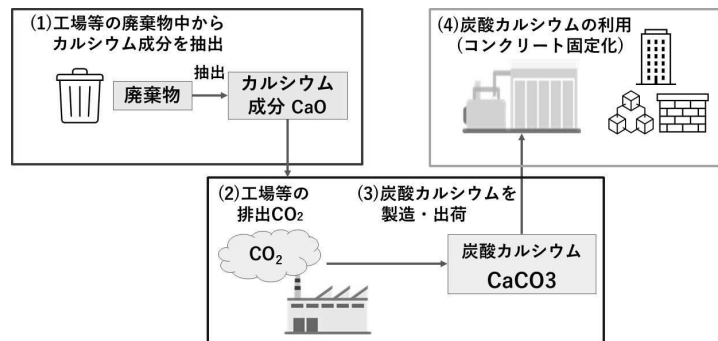 (1)工場等の廃棄物中から
カルシウム成分を抽出
抽出
廃棄物
カルシウム
成分 CaO
(2)工場等の
排出CO₂
CO₂
(3)炭酸カルシウムを
製造・出荷
炭酸カルシウム
CaCO3
(4)炭酸カルシウムの利用
(コンクリート固定化)